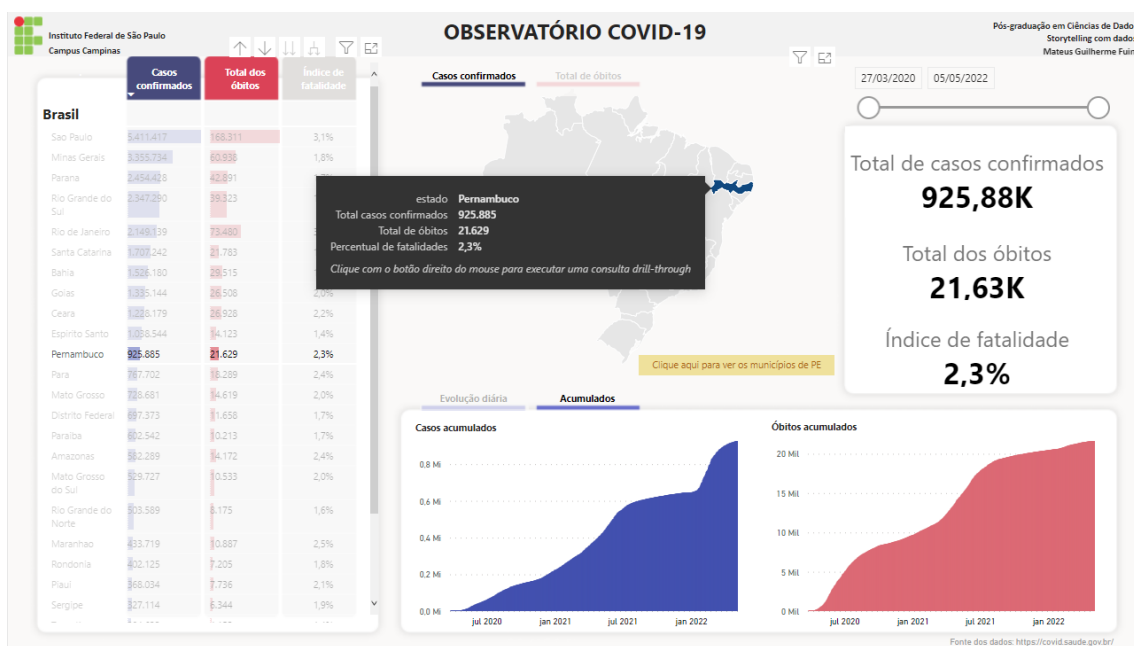 Instituto Federal de São Paulo
Campus Campinas
OBSERVATÓRIO COVID-19
Pós-graduação em Ciências de Dado
Storytelling com dado
Mateus Guilherme Fuin
Casos confirmados
Total dos óbitos
Índice de fatalidade
Brasil
Sao Paulo 5.411.417 168.311 3,1%
Minas Gerais 3.355.734 60.938 1,8%
Parana 2.454.428 42.891
Rio Grande do Sul 2.347.290 39.323
Rio de Janeiro 2.149.139 73.480
Santa Catarina 1.707.242 21.783
Bahia 1.526.180 29.515
Goias 1.335.144 26.508 2,0%
Ceara 1.228.179 26.928 2,2%
Espirito Santo 1.038.544 14.123 1,4%
Pernambuco 925.885 21.629 2,3%
Para 767.702 18.289 2,4%
Mato Grosso 728.681 14.619 2,0%
Distrito Federal 697.373 11.658 1,7%
Paraiba 602.542 10.213 1,7%
Amazonas 582.289 14.172 2,4%
Mato Grosso do Sul 529.727 10.533 2,0%
Rio Grande do Norte 503.589 8.175 1,6%
Maranhao 433.719 10.887 2,5%
Rondonia 402.125 7.205 1,8%
Piaui 368.034 7.736 2,1%
Sergipe 327.114 6.344 1,9%
Casos confirmados
Total de óbitos
estado Pernambuco
Total casos confirmados 925.885
Total de óbitos 21.629
Percentual de fatalidades 2,3%
Clique com o botão direito do mouse para executar uma consulta drill-through
Clique aqui para ver os municípios de PE
27/03/2020 05/05/2022
Total de casos confirmados
925,88K
Total dos óbitos
21,63K
Índice de fatalidade
2,3%
Evolução diária
Acumulados
Casos acumulados
0,8 Mi
0,6 Mi
0,4 Mi
0,2 Mi
0,0 Mi
jul 2020 jan 2021 jul 2021 jan 2022
Óbitos acumulados
20 Mil
15 Mil
10 Mil
5 Mil
0 Mil
jul 2020 jan 2021 jul 2021 jan 2022
Fonte dos dados: https://covid.saude.gov.br/